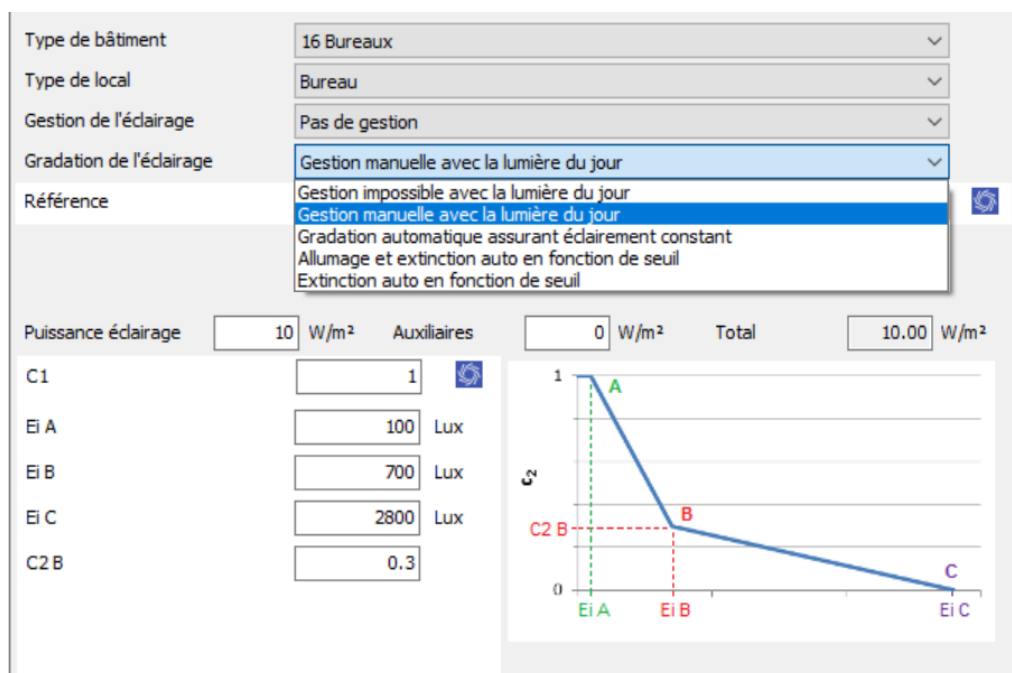 Type de bâtiment 16 Bureaux
Type de local Bureau
Gestion de l'éclairage Pas de gestion
Gradation de l'éclairage Gestion manuelle avec la lumière du jour
Référence Gestion impossible avec la lumière du jour
Gestion manuelle avec la lumière du jour
Gradation automatique assurant éclairement constant
Allumage et extinction auto en fonction de seuil
Extinction auto en fonction de seuil
Puissance éclairage 10 W/m² Auxiliaires 0 W/m² Total 10.00 W/m²
C1 1
Ei A 100 Lux
Ei B 700 Lux
Ei C 2800 Lux
C2 B 0.3
1
A
c₂
B
C2 B
C
0
Ei A Ei B Ei C